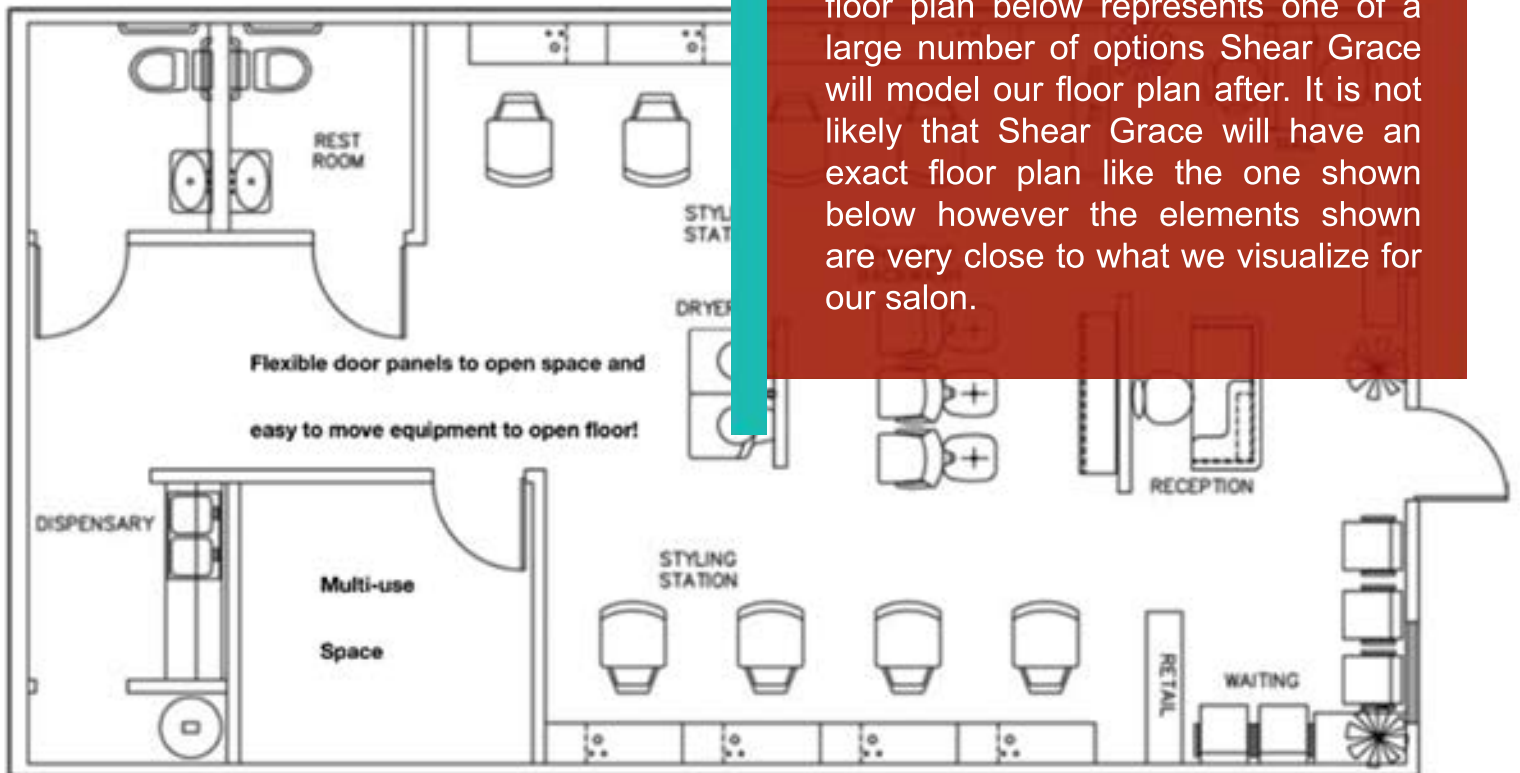 floor plan below represents one of a
large number of options Shear Grace
will model our floor plan after. It is not
likely that Shear Grace will have an
exact floor plan like the one shown
below however the elements shown
are very close to what we visualize for
our salon.
REST
ROOM
Flexible door panels to open space and
easy to move equipment to open floor!
RECEPTION
DISPENSARY
Multi-use
Space
STYLING
STATION
RETAIL
WAITING